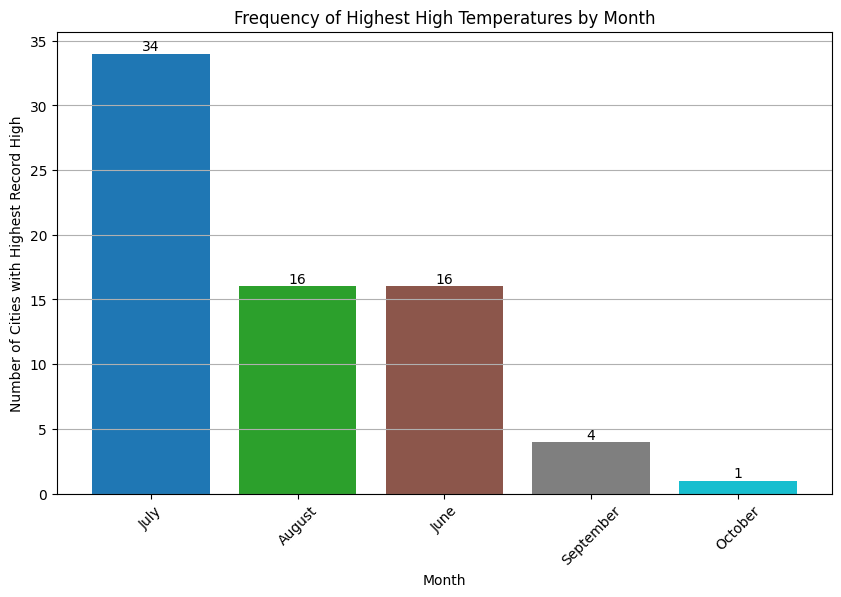 Frequency of Highest High Temperatures by Month
Number of Cities with Highest Record High
35
30
25
20
15
10
5
0
34
16
16
4
1
July
August
June
September
October
Month